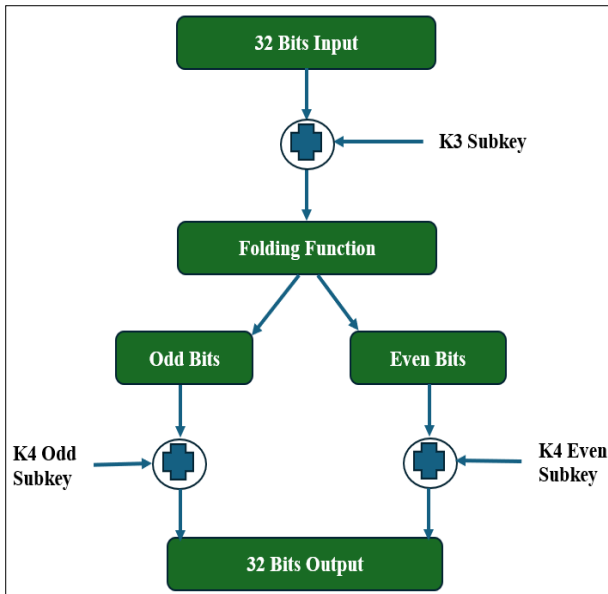 32 Bits Input
K3 Subkey
Folding Function
Odd Bits
Even Bits
K4 Odd
Subkey
K4 Even
Subkey
32 Bits Output